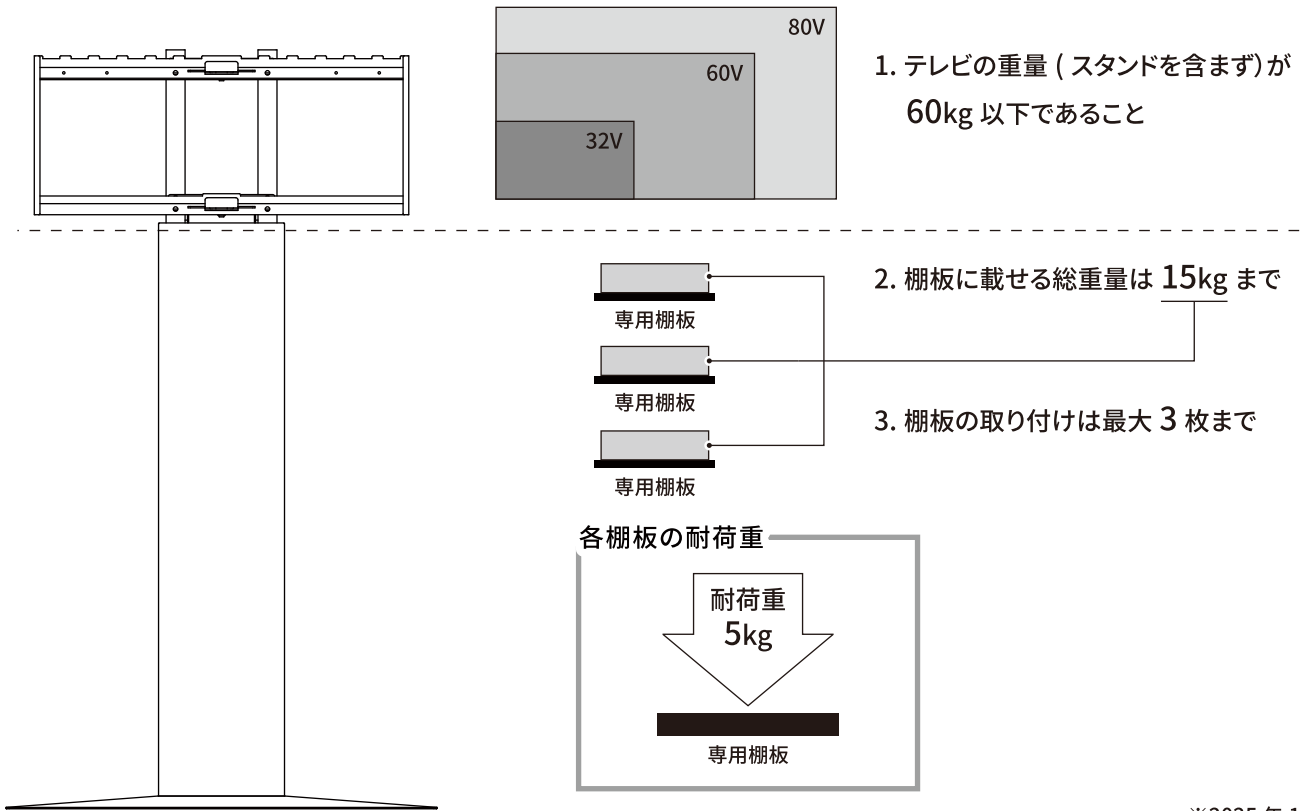 80V
60V
32V
1. テレビの重量 ( スタンドを含まず)が
60kg 以下であること
2. 棚板に載せる総重量は 15kg まで
専用棚板
専用棚板
3. 棚板の取り付けは最大 3 枚まで
専用棚板
各棚板の耐荷重
耐荷重
5kg
専用棚板